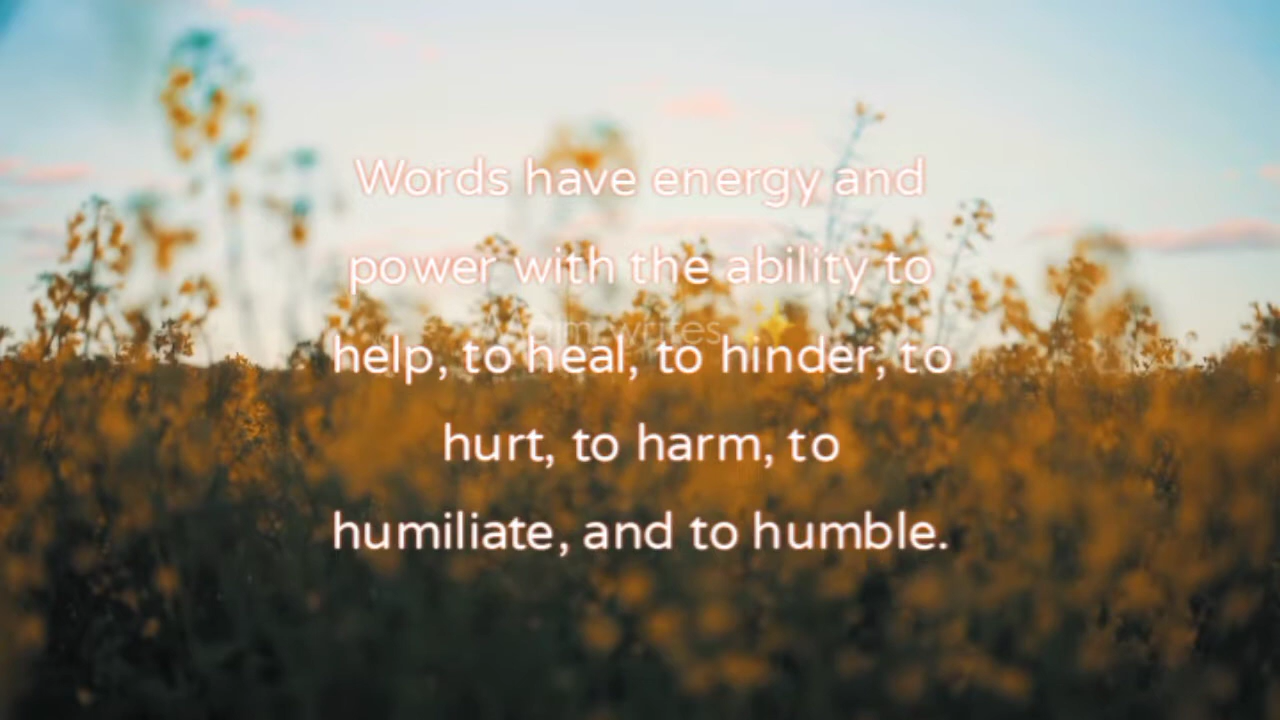 Words have energy and
power with the ability to
help, to heal, to hinder, to
hurt, to harm, to
humiliate, and to humble.